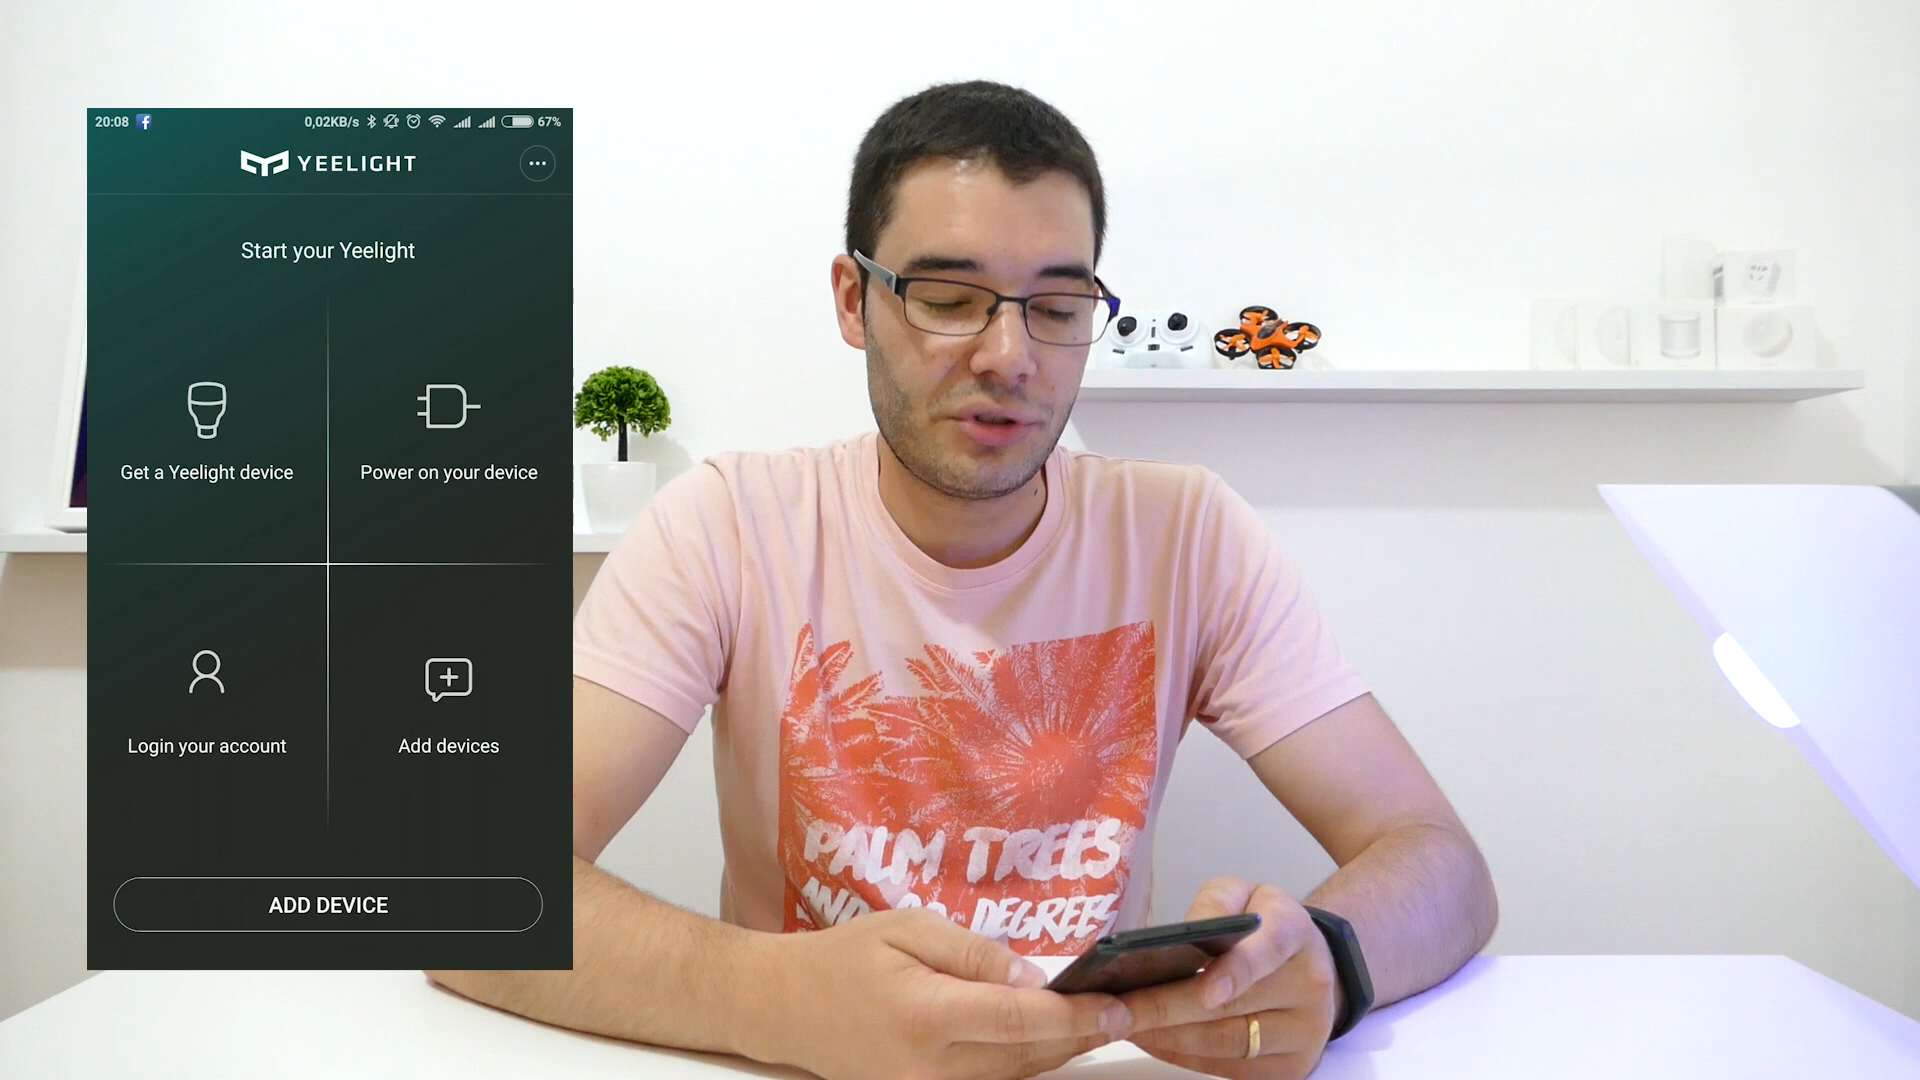 20:08 0,02KB/s 67%
YEELIGHT
Start your Yeelight
Get a Yeelight device
Power on your device
Login your account
Add devices
ADD DEVICE
PALM TREES
AND DEGREES